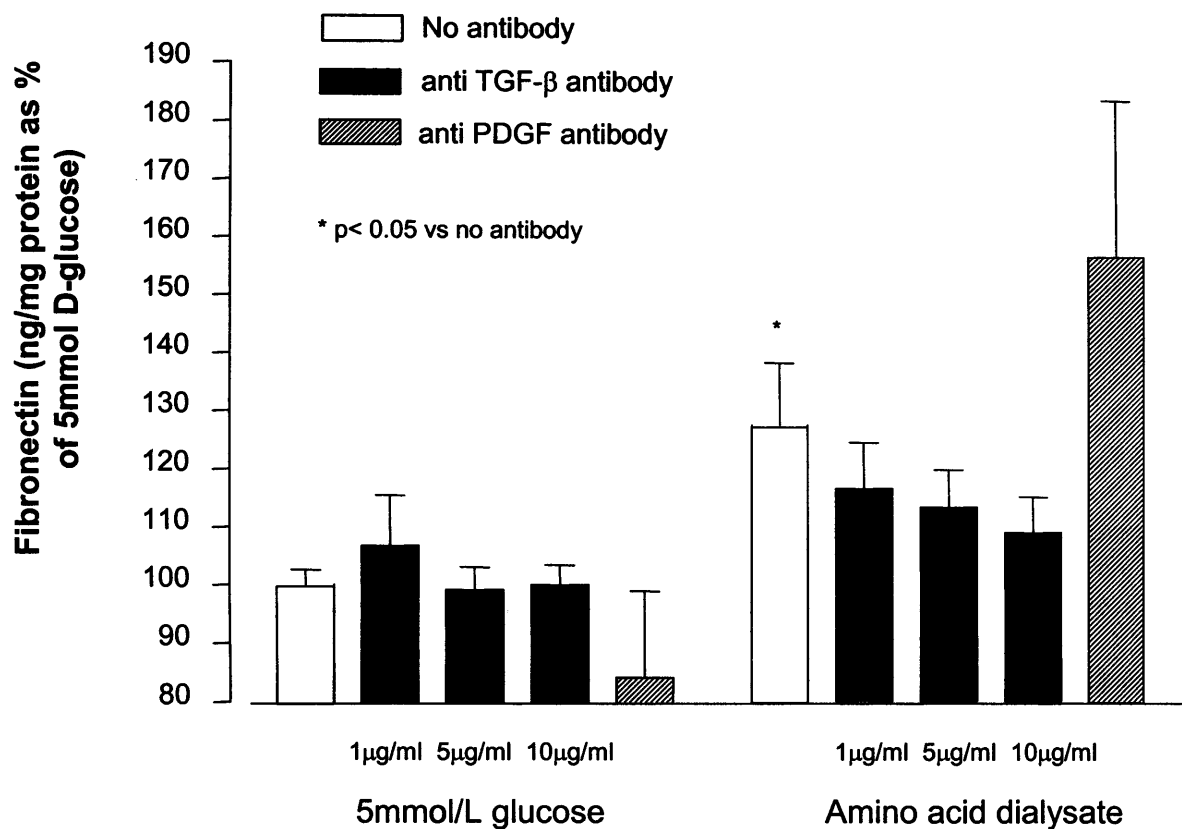 Fibronectin (ng/mg protein as %
of 5mmol D-glucose)
190
180
170
160
150
140
130
120
110
100
90
80
No antibody
anti TGF-β antibody
anti PDGF antibody
* p< 0.05 vs no antibody
*
1μg/ml 5μg/ml 10μg/ml 1μg/ml 5μg/ml 10μg/ml
5mmol/L glucose Amino acid dialysate